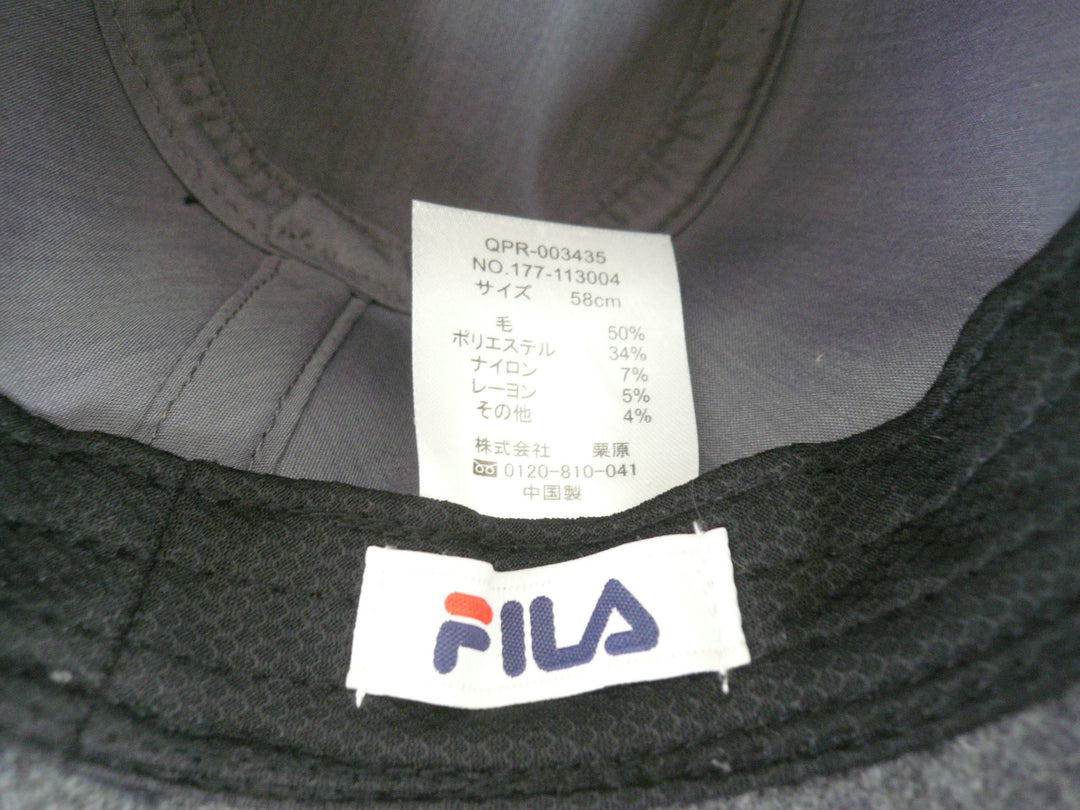 QPR-003435
NO.177-113004
サイズ 58cm
毛 50%
ポリエステル 34%
ナイロン 7%
レーヨン 5%
その他 4%
株式会社 栗原
0120-810-041
中国製
FILA